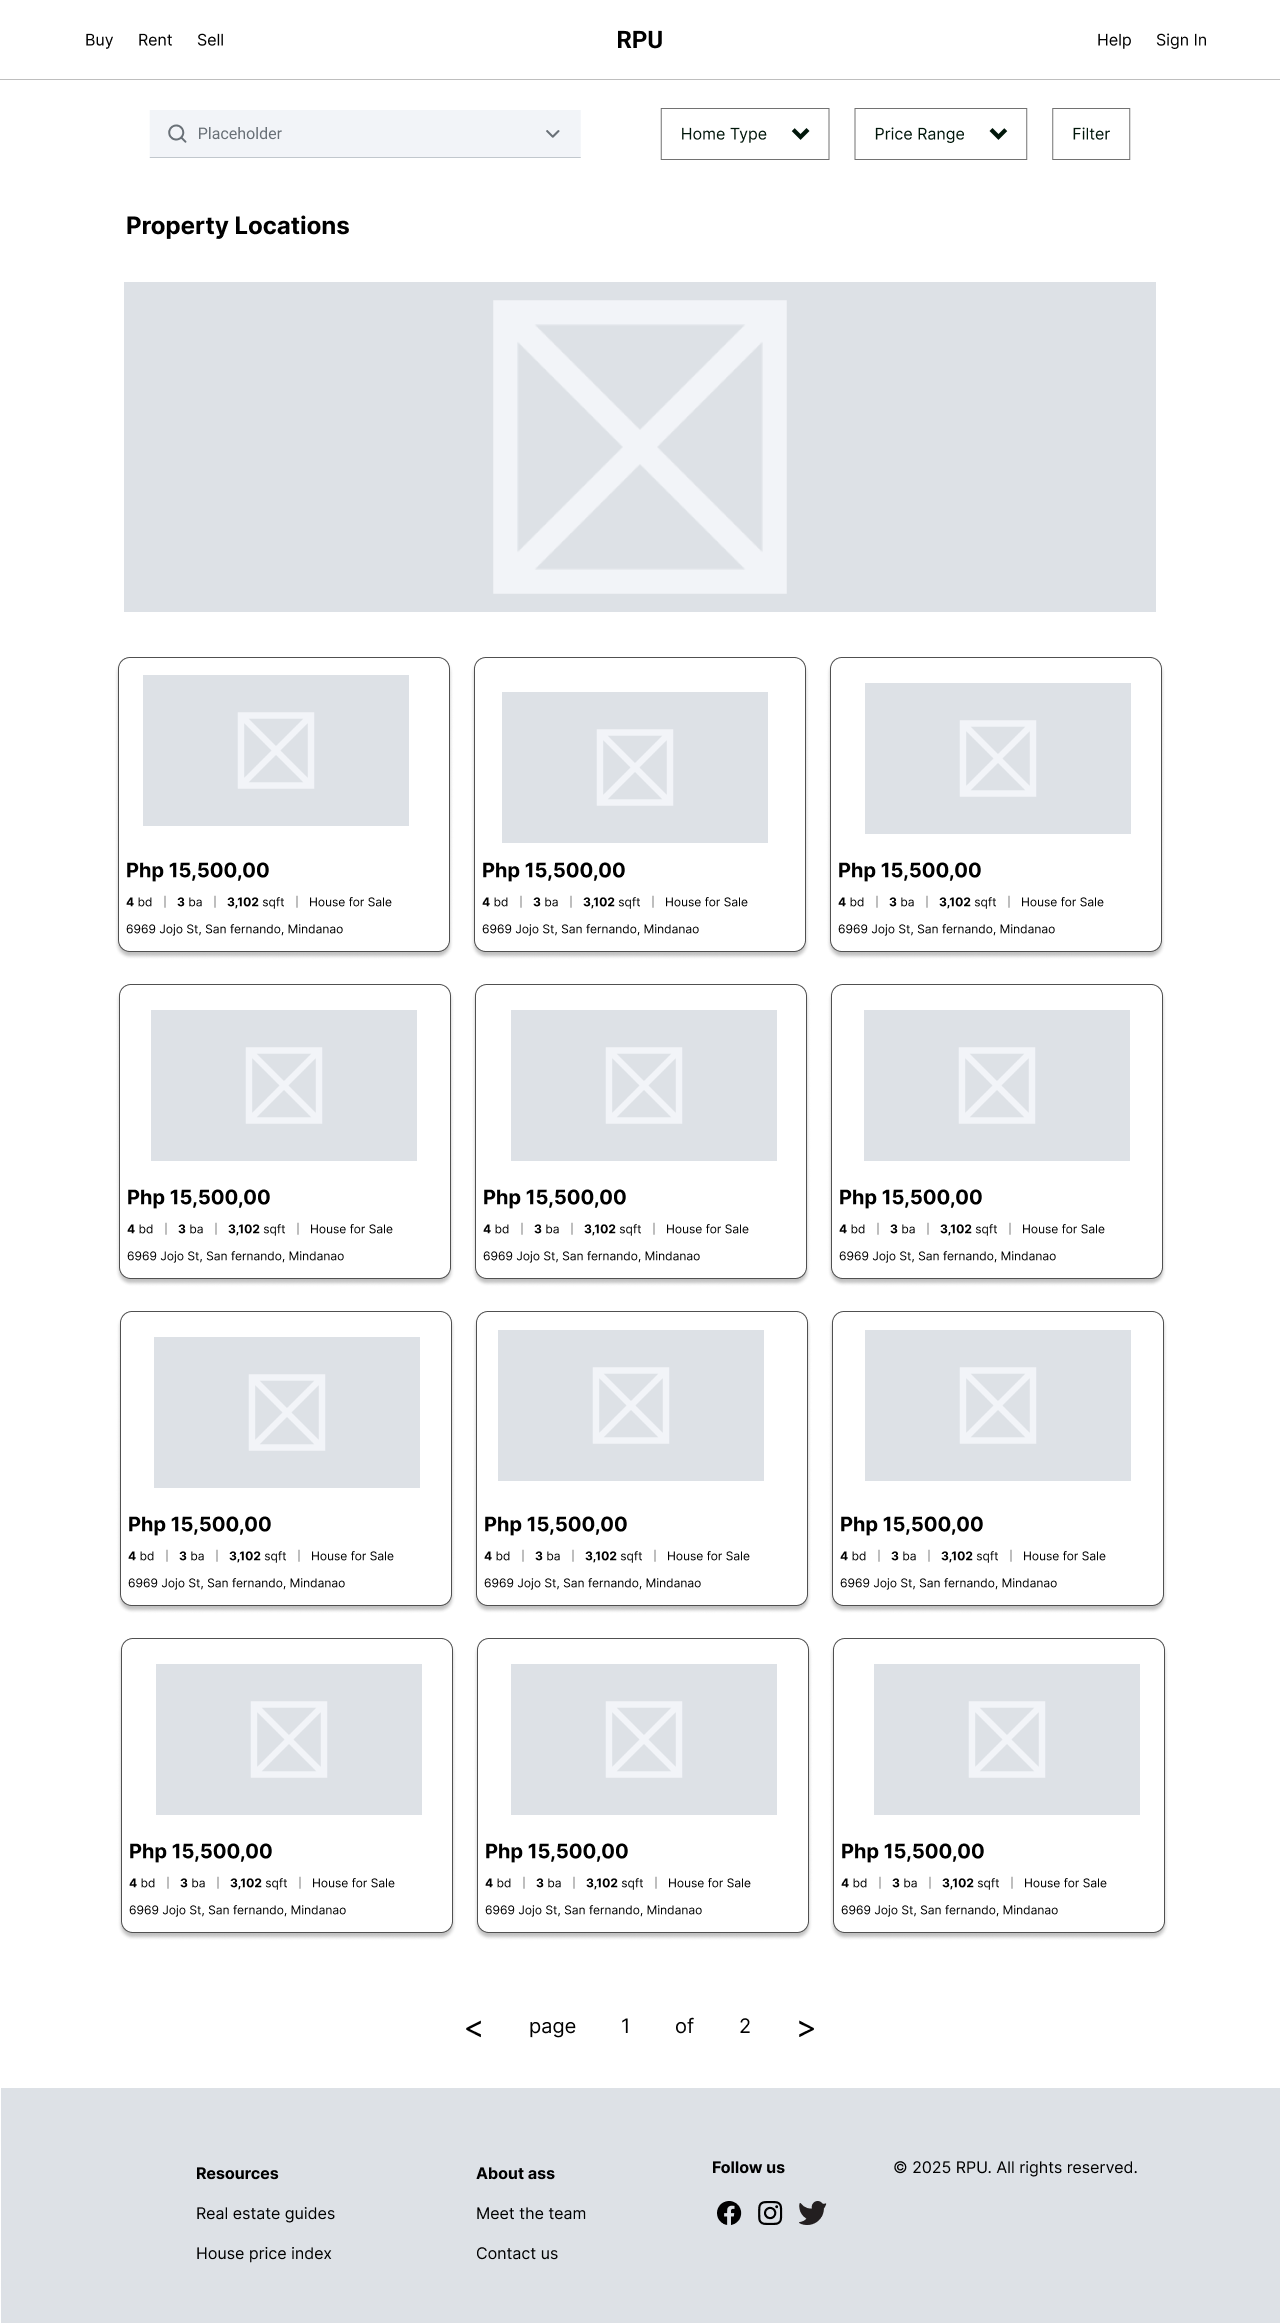 Buy Rent Sell RPU Help Sign In
Placeholder Home Type Price Range Filter
Property Locations
Php 15,500,00
4 bd | 3 ba | 3,102 sqft | House for Sale
6969 Jojo St, San fernando, Mindanao
Php 15,500,00
4 bd | 3 ba | 3,102 sqft | House for Sale
6969 Jojo St, San fernando, Mindanao
Php 15,500,00
4 bd | 3 ba | 3,102 sqft | House for Sale
6969 Jojo St, San fernando, Mindanao
Php 15,500,00
4 bd | 3 ba | 3,102 sqft | House for Sale
6969 Jojo St, San fernando, Mindanao
Php 15,500,00
4 bd | 3 ba | 3,102 sqft | House for Sale
6969 Jojo St, San fernando, Mindanao
Php 15,500,00
4 bd | 3 ba | 3,102 sqft | House for Sale
6969 Jojo St, San fernando, Mindanao
Php 15,500,00
4 bd | 3 ba | 3,102 sqft | House for Sale
6969 Jojo St, San fernando, Mindanao
Php 15,500,00
4 bd | 3 ba | 3,102 sqft | House for Sale
6969 Jojo St, San fernando, Mindanao
Php 15,500,00
4 bd | 3 ba | 3,102 sqft | House for Sale
6969 Jojo St, San fernando, Mindanao
Php 15,500,00
4 bd | 3 ba | 3,102 sqft | House for Sale
6969 Jojo St, San fernando, Mindanao
Php 15,500,00
4 bd | 3 ba | 3,102 sqft | House for Sale
6969 Jojo St, San fernando, Mindanao
Php 15,500,00
4 bd | 3 ba | 3,102 sqft | House for Sale
6969 Jojo St, San fernando, Mindanao
< page 1 of 2 >
Resources
Real estate guides
House price index
About ass
Meet the team
Contact us
Follow us
© 2025 RPU. All rights reserved.